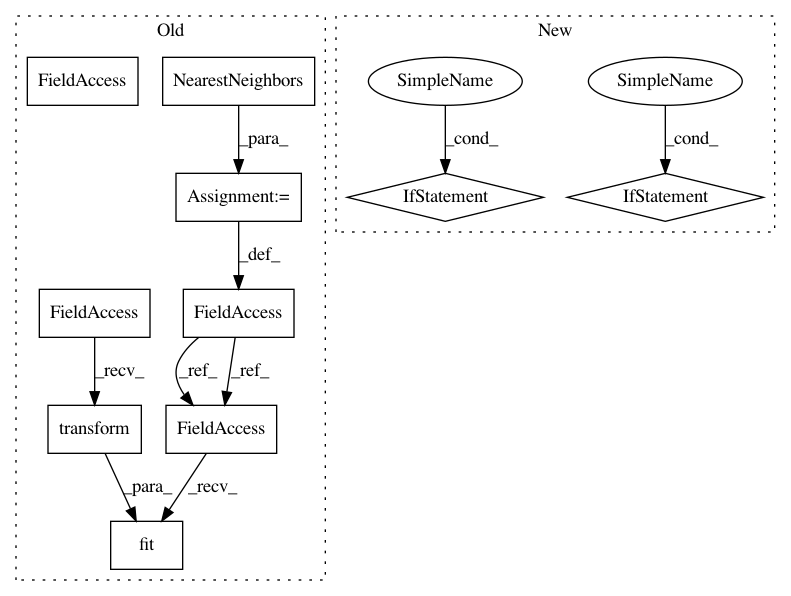 Old
New
FieldAccess
NearestNeighbors
SimpleName
SimpleName
_para_
_cond_
_cond_
Assignment:=
IfStatement
IfStatement
_def_
FieldAccess
FieldAccess
_recv_
_ref_
_ref_
transform
FieldAccess
_para_
_recv_
fit